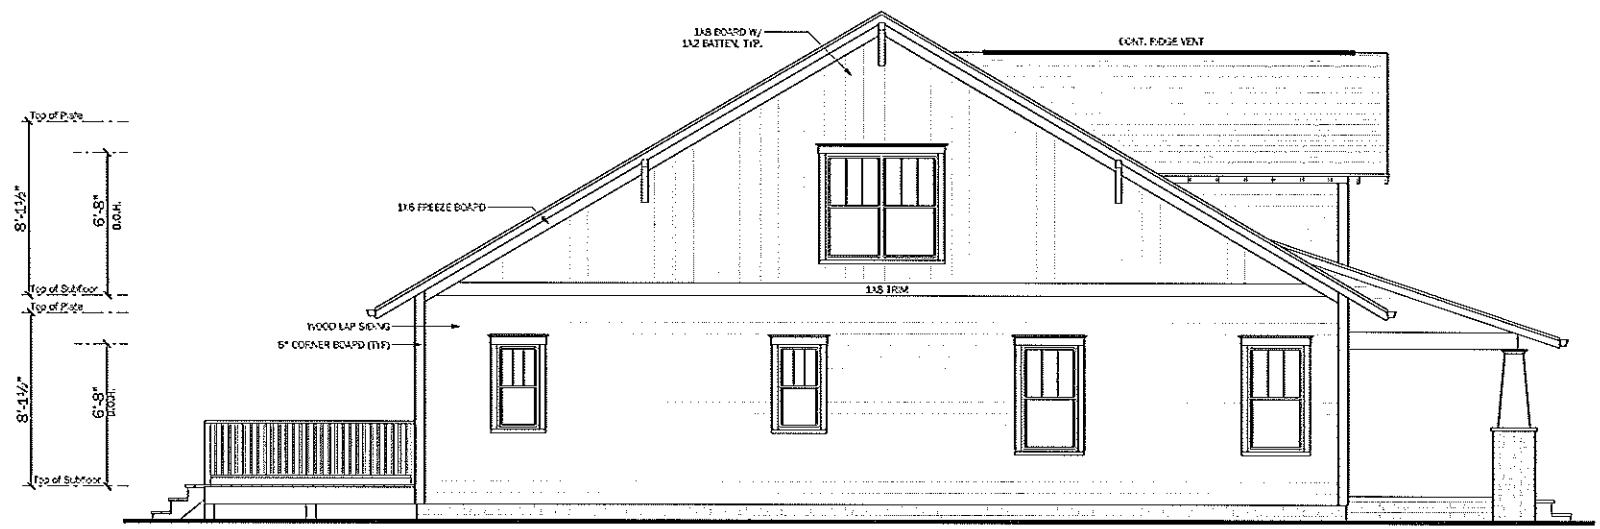 1X8 BOARD W/
1X2 BATTEN, TYP.
CONT. RIDGE VENT
Top of Plate
8'-1½"
6'-8"
D.O.H.
1X6 FREEZE BOARD
Top of Subfloor
Top of Plate
1X8 TRIM
WOOD LAP SIDING
6" CORNER BOARD (TYP)
8'-1½"
6'-8"
D.O.H.
Top of Subfloor